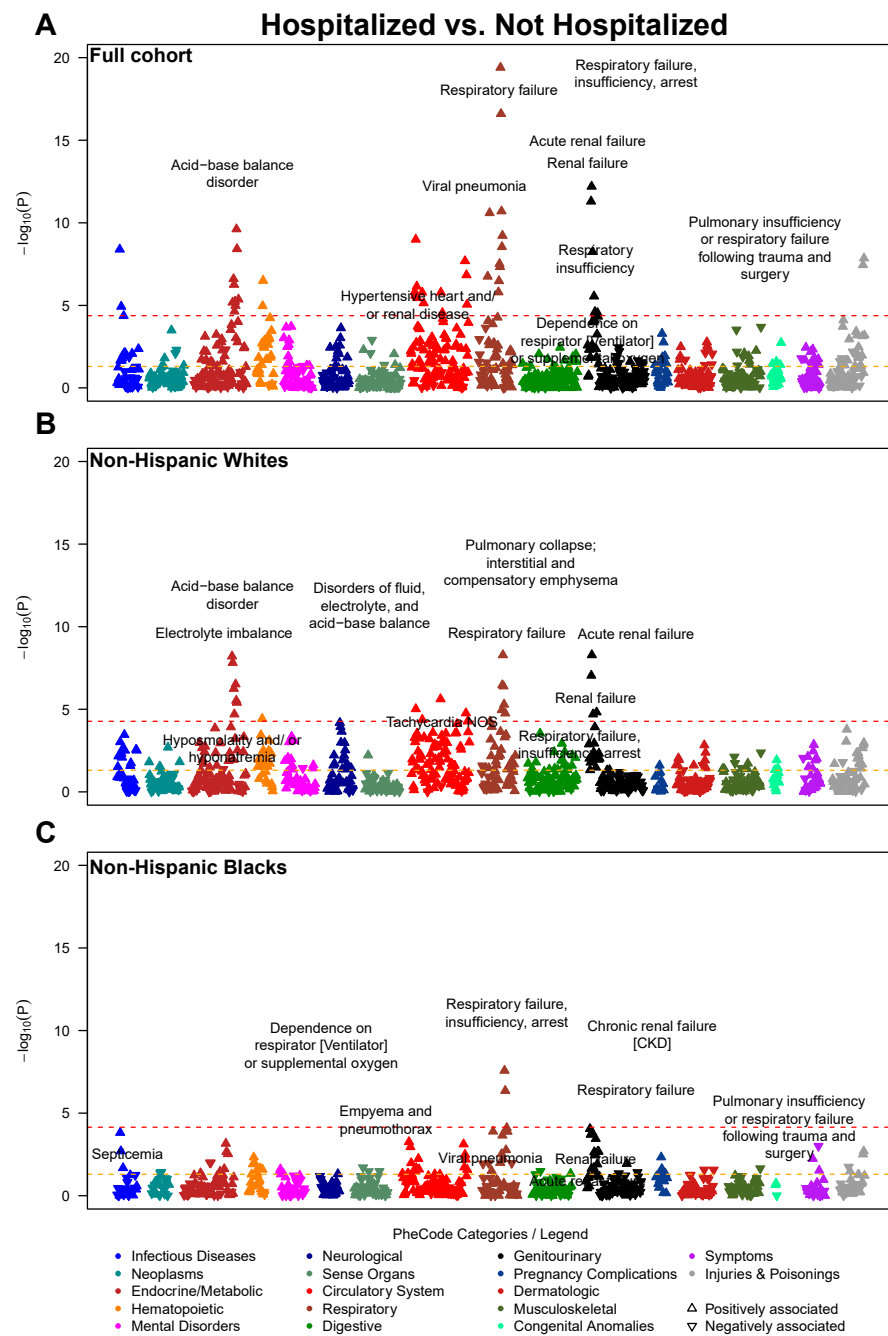 Hospitalized vs. Not Hospitalized
A
Full cohort
20
15
10
5
0
−log10(P)
Respiratory failure,
insufficiency, arrest
Respiratory failure
Acute renal failure
Renal failure
Acid−base balance
disorder
Viral pneumonia
Pulmonary insufficiency
or respiratory failure
following trauma and
surgery
Respiratory
insufficiency
Hypertensive heart and/
or renal disease
Dependence on
respirator [Ventilator]
or supplemental oxygen
B
Non-Hispanic Whites
20
15
10
5
0
−log10(P)
Pulmonary collapse;
interstitial and
compensatory emphysema
Acid−base balance
disorder
Disorders of fluid,
electrolyte, and
acid−base balance
Electrolyte imbalance
Respiratory failure
Acute renal failure
Renal failure
Tachycardia NOS
Hyposmolality and/ or
hyponatremia
Respiratory failure,
insufficiency, arrest
C
Non-Hispanic Blacks
20
15
10
5
0
−log10(P)
Respiratory failure,
insufficiency, arrest
Dependence on
respirator [Ventilator]
or supplemental oxygen
Chronic renal failure
[CKD]
Respiratory failure
Empyema and
pneumothorax
Pulmonary insufficiency
or respiratory failure
following trauma and
surgery
Septicemia
Viral pneumonia
Renal failure
Acute renal failure
PheCode Categories / Legend
Infectious Diseases
Neoplasms
Endocrine/Metabolic
Hematopoietic
Mental Disorders
Neurological
Sense Organs
Circulatory System
Respiratory
Digestive
Genitourinary
Pregnancy Complications
Dermatologic
Musculoskeletal
Congenital Anomalies
Symptoms
Injuries & Poisonings
Positively associated
Negatively associated